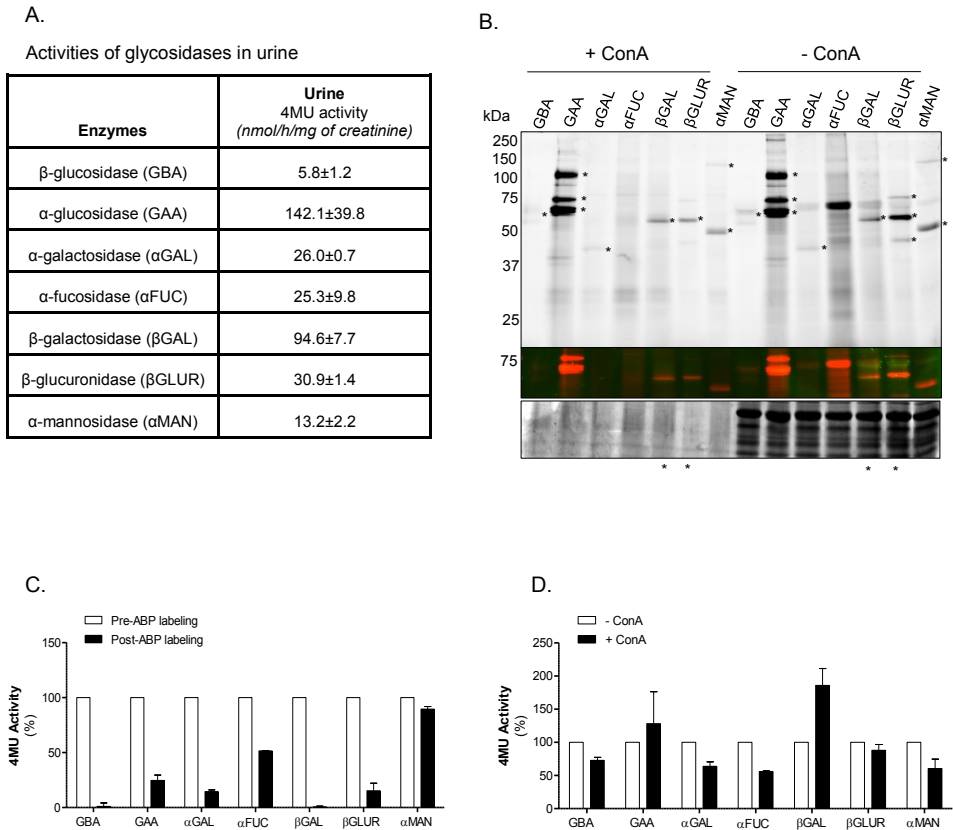 A.
Activities of glycosidases in urine
Enzymes
Urine
4MU activity
(nmol/h/mg of creatinine)
β-glucosidase (GBA) 5.8±1.2
α-glucosidase (GAA) 142.1±39.8
α-galactosidase (αGAL) 26.0±0.7
α-fucosidase (αFUC) 25.3±9.8
β-galactosidase (βGAL) 94.6±7.7
β-glucuronidase (βGLUR) 30.9±1.4
α-mannosidase (αMAN) 13.2±2.2
B.
+ ConA - ConA
kDa GBA GAA αGAL αFUC βGAL βGLUR αMAN GBA GAA αGAL αFUC βGAL βGLUR αMAN
250
150
100
75
50
37
25
75
* * * *
C.
Pre-ABP labeling
Post-ABP labeling
4MU Activity
(%)
150
100
50
0
GBA GAA αGAL αFUC βGAL βGLUR αMAN
D.
- ConA
+ ConA
4MU Activity
(%)
250
200
150
100
50
0
GBA GAA αGAL αFUC βGAL βGLUR αMAN